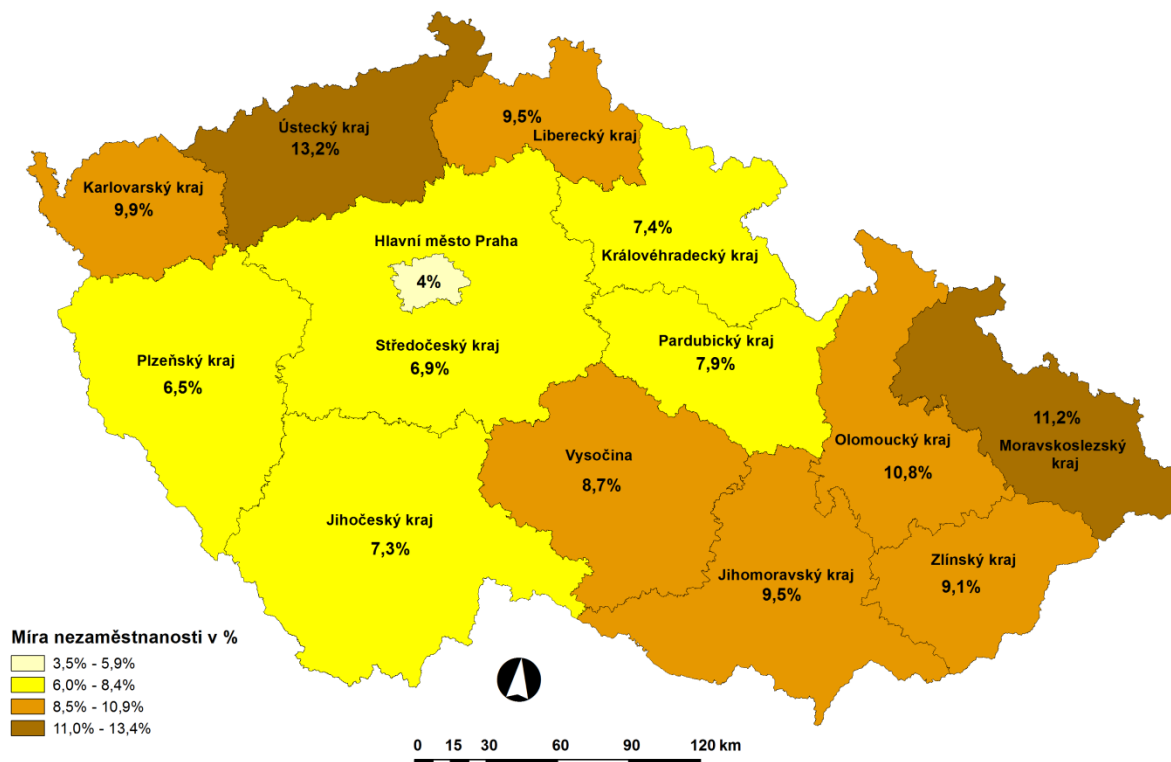 Ústecký kraj
13,2%
9,5%
Liberecký kraj
Karlovarský kraj
9,9%
7,4%
Královéhradecký kraj
Hlavní město Praha
4%
Středočeský kraj
6,9%
Plzeňský kraj
6,5%
Pardubický kraj
7,9%
11,2%
Moravskoslezský
kraj
Olomoucký kraj
10,8%
Vysočina
8,7%
Jihočeský kraj
7,3%
Jihomoravský kraj
9,5%
Zlínský kraj
9,1%
Míra nezaměstnanosti v %
3,5% - 5,9%
6,0% - 8,4%
8,5% - 10,9%
11,0% - 13,4%
0 15 30 60 90 120 km